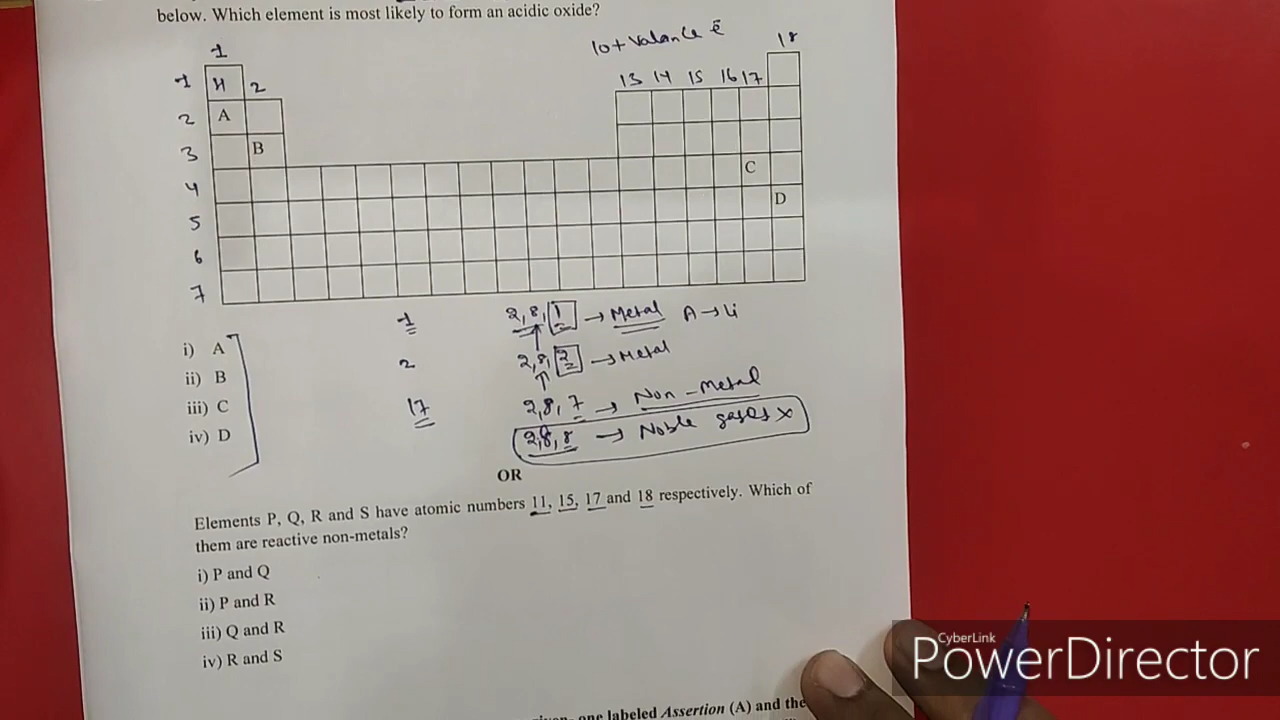 below. Which element is most likely to form an acidic oxide?
10+ Valance ē
1
18
1 H 2
13 14 15 16 17
2 A
3 B
4 C
5 D
6
7
1 2,8,1 → Metal A → Li
i) A
2 2,8,2 → Metal
ii) B
17 2,8,7 → Non-Metal
iii) C
2,8,8 → Noble gases ×
iv) D
OR
Elements P, Q, R and S have atomic numbers 11, 15, 17 and 18 respectively. Which of
them are reactive non-metals?
i) P and Q
ii) P and R
iii) Q and R
iv) R and S
one labeled Assertion (A) and the
CyberLink
PowerDirector